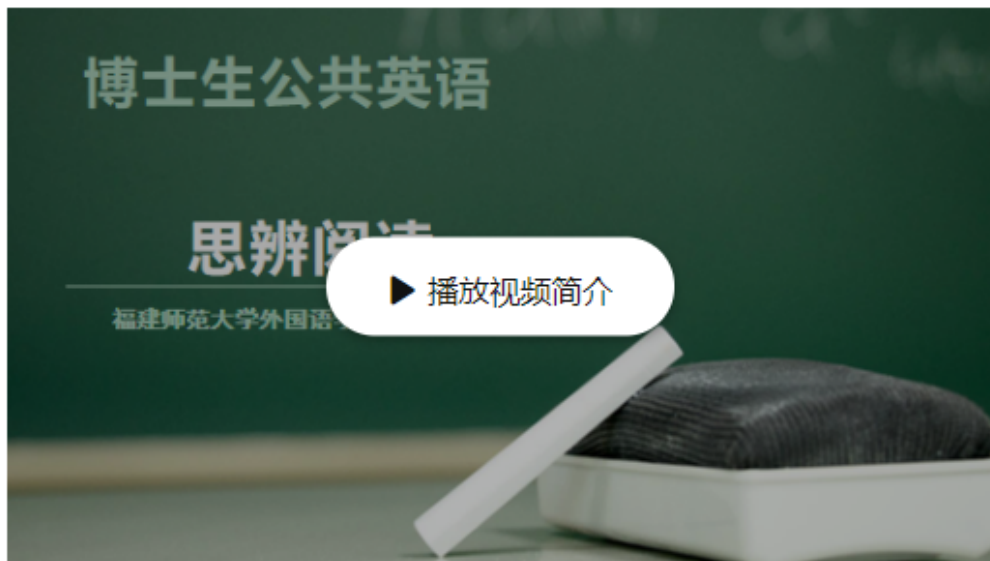 博士生公共英语
思辨阅读
福建师范大学外国语
播放视频简介